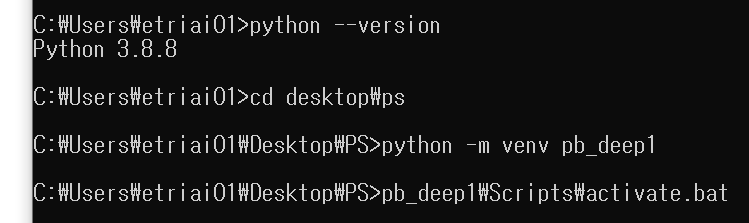 C:₩Users₩etriai01>python --version
Python 3.8.8
C:₩Users₩etriai01>cd desktop₩ps
C:₩Users₩etriai01₩Desktop₩PS>python -m venv pb_deep1
C:₩Users₩etriai01₩Desktop₩PS>pb_deep1₩Scripts₩activate.bat